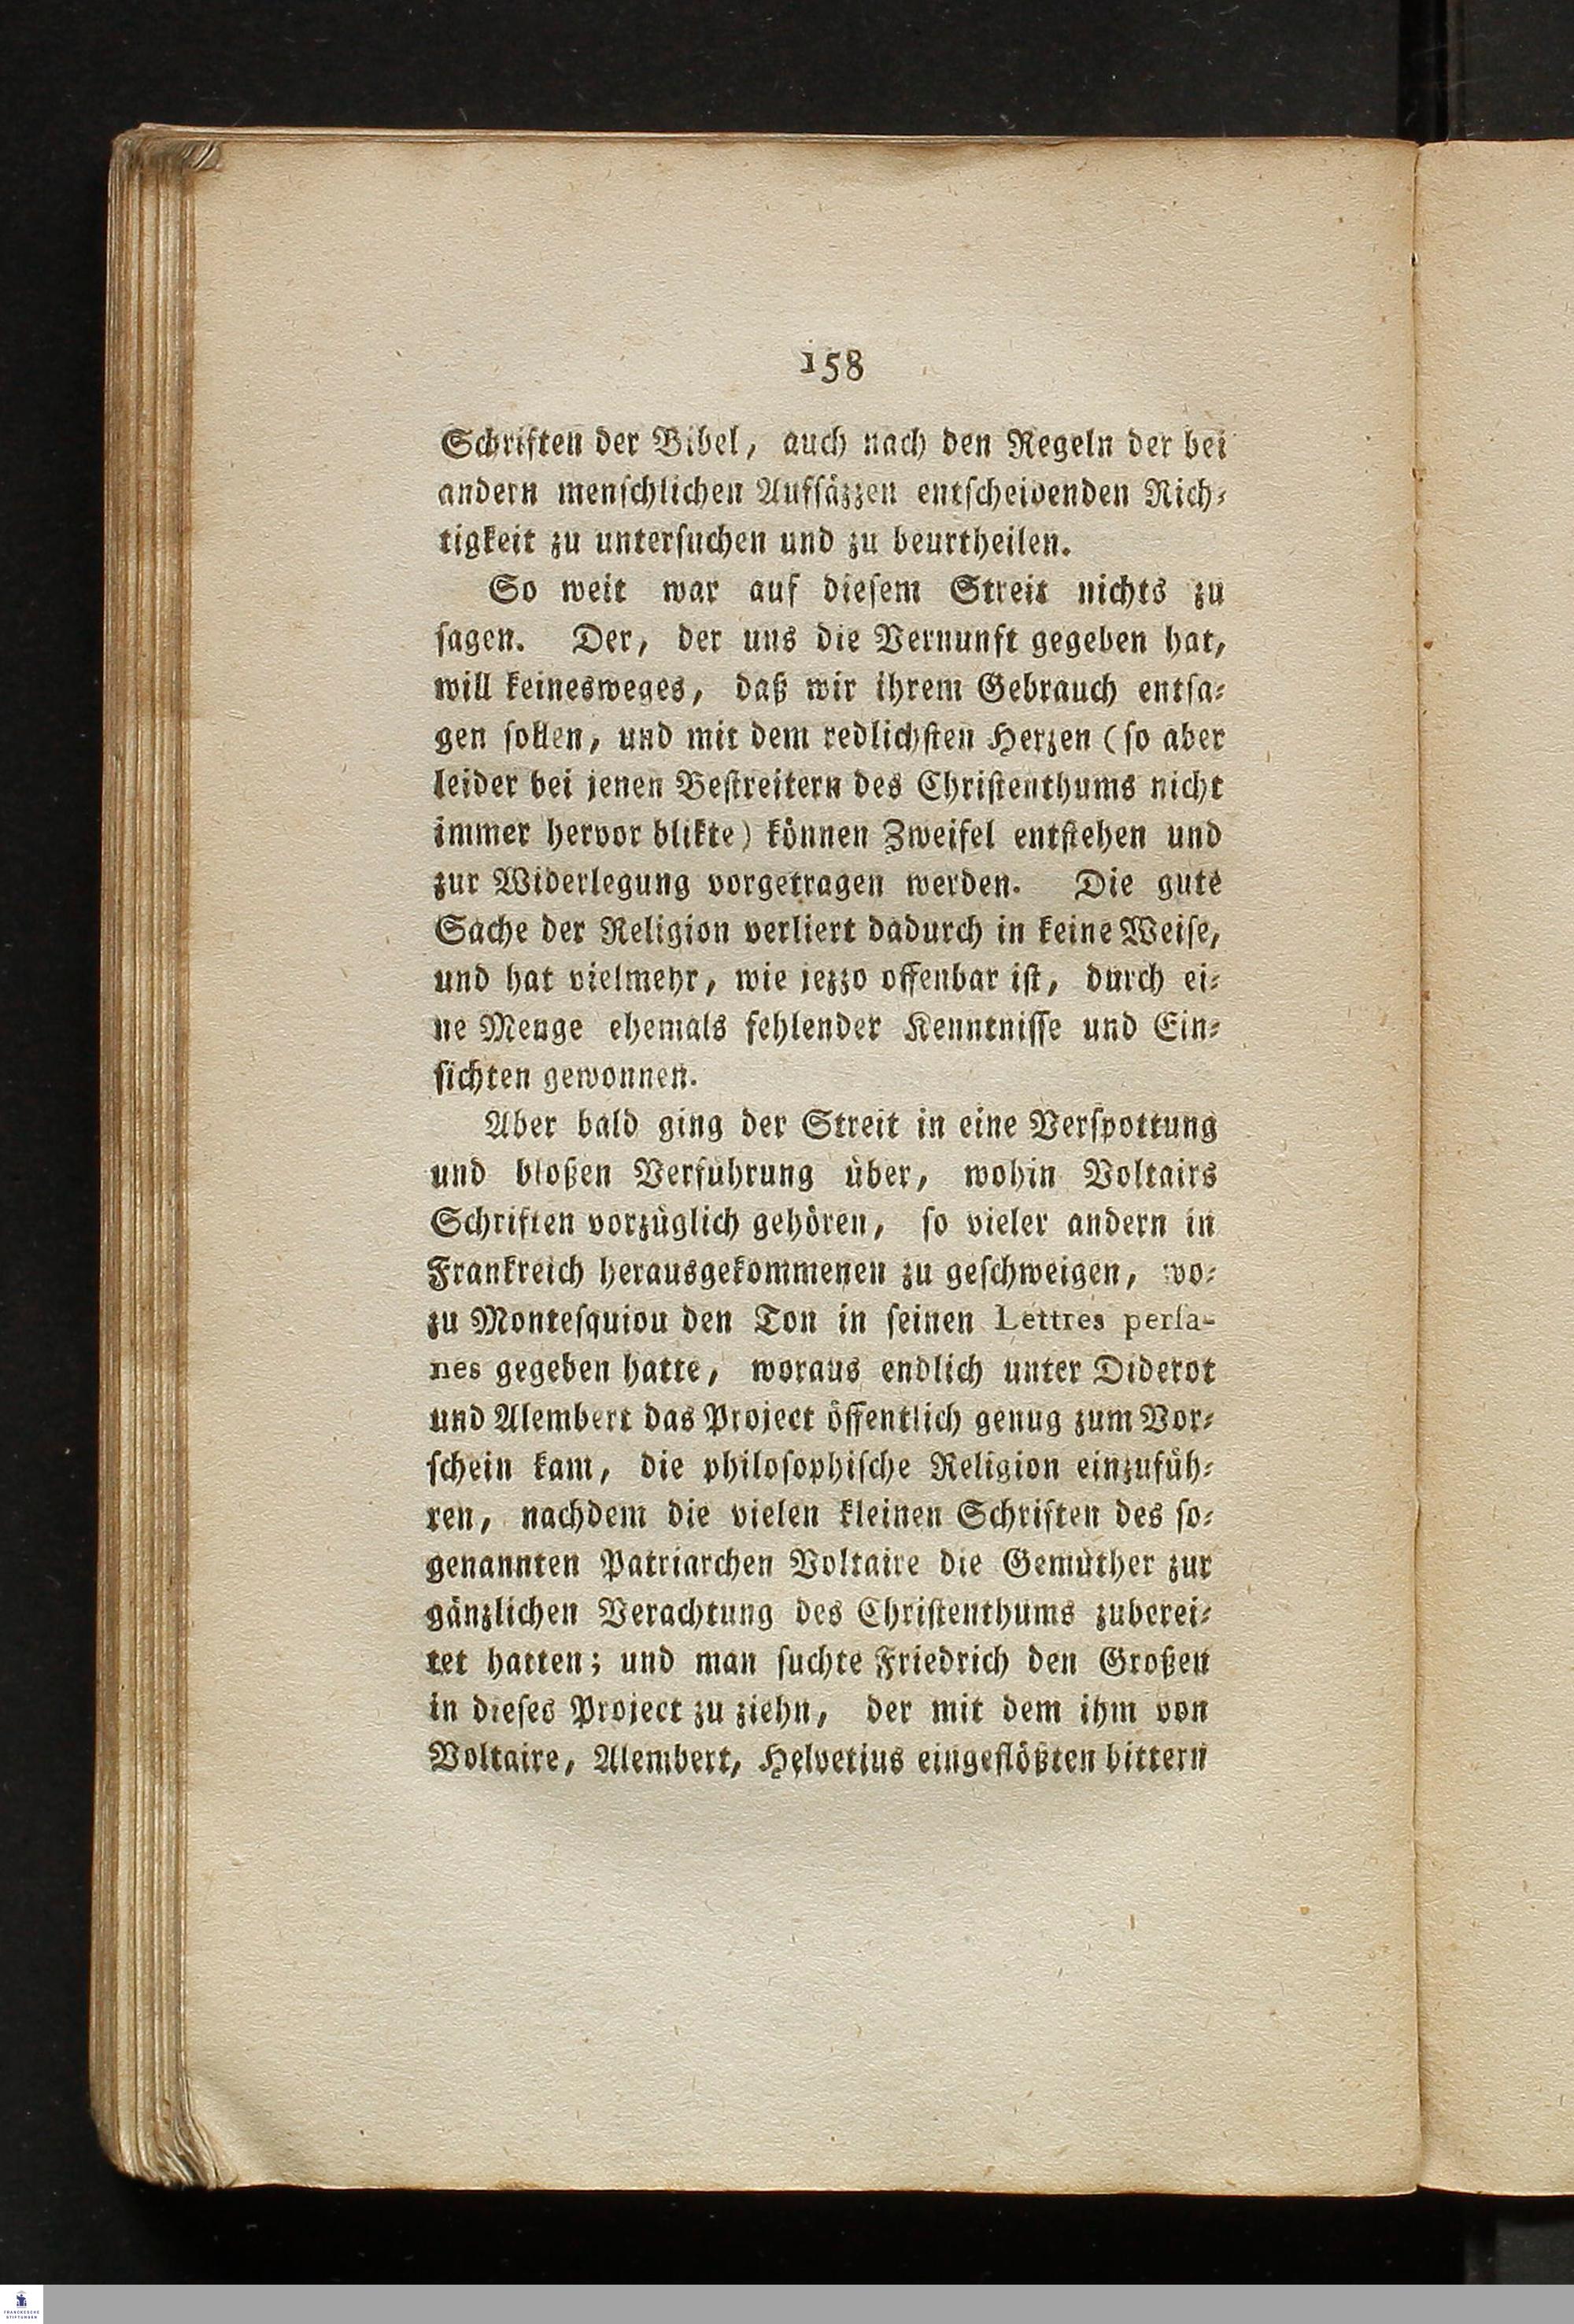 158
Schriften der Bibel, auch nach den Regeln der bei
andern menschlichen Aufsäzzen entscheidenden Rich⸗
tigkeit zu untersuchen und zu beurtheilen.
So weit war auf diesem Streit nichts zu
sagen. Der, der uns die Vernunft gegeben hat,
will keinesweges, daß wir ihrem Gebrauch entsa⸗
gen sollen, und mit dem redlichsten Herzen (so aber
leider bei jenen Bestreitern des Christenthums nicht
immer hervor blikte) können Zweifel entstehen und
zur Widerlegung vorgetragen werden. Die gute
Sache der Religion verliert dadurch in keine Weise,
und hat vielmehr, wie jezzo offenbar ist, durch ei⸗
ne Menge ehemals fehlender Kenntnisse und Ein⸗
sichten gewonnen.
Aber bald ging der Streit in eine Verspottung
und bloßen Verführung über, wohin Voltairs
Schriften vorzüglich gehören, so vieler andern in
Frankreich herausgekommenen zu geschweigen, wo⸗
zu Montesquiou den Ton in seinen Lettres persa-
nes gegeben hatte, woraus endlich unter Diderot
und Alembert das Project öffentlich genug zum Vor⸗
schein kam, die philosophische Religion einzufüh⸗
ren, nachdem die vielen kleinen Schriften des so⸗
genannten Patriarchen Voltaire die Gemüther zur
gänzlichen Verachtung des Christenthums zuberei⸗
tet hatten; und man suchte Friedrich den Großen
in dieses Project zu ziehn, der mit dem ihm von
Voltaire, Alembert, Helvetius eingeflößten bittern
FRANCKESCHE
STIFTUNGEN